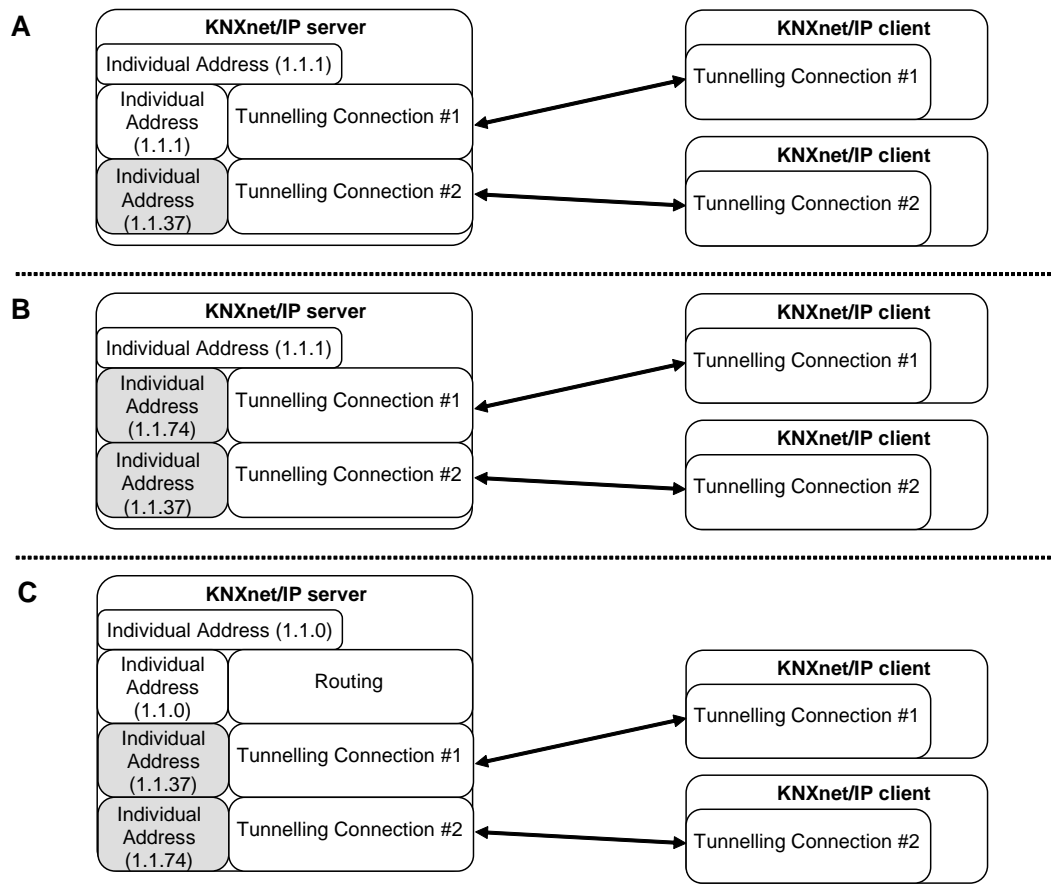 A
KNXnet/IP server
Individual Address (1.1.1)
Individual
Address
(1.1.1)
Tunnelling Connection #1
Individual
Address
(1.1.37)
Tunnelling Connection #2
KNXnet/IP client
Tunnelling Connection #1
KNXnet/IP client
Tunnelling Connection #2
B
KNXnet/IP server
Individual Address (1.1.1)
Individual
Address
(1.1.74)
Tunnelling Connection #1
Individual
Address
(1.1.37)
Tunnelling Connection #2
KNXnet/IP client
Tunnelling Connection #1
KNXnet/IP client
Tunnelling Connection #2
C
KNXnet/IP server
Individual Address (1.1.0)
Individual
Address
(1.1.0)
Routing
Individual
Address
(1.1.37)
Tunnelling Connection #1
Individual
Address
(1.1.74)
Tunnelling Connection #2
KNXnet/IP client
Tunnelling Connection #1
KNXnet/IP client
Tunnelling Connection #2